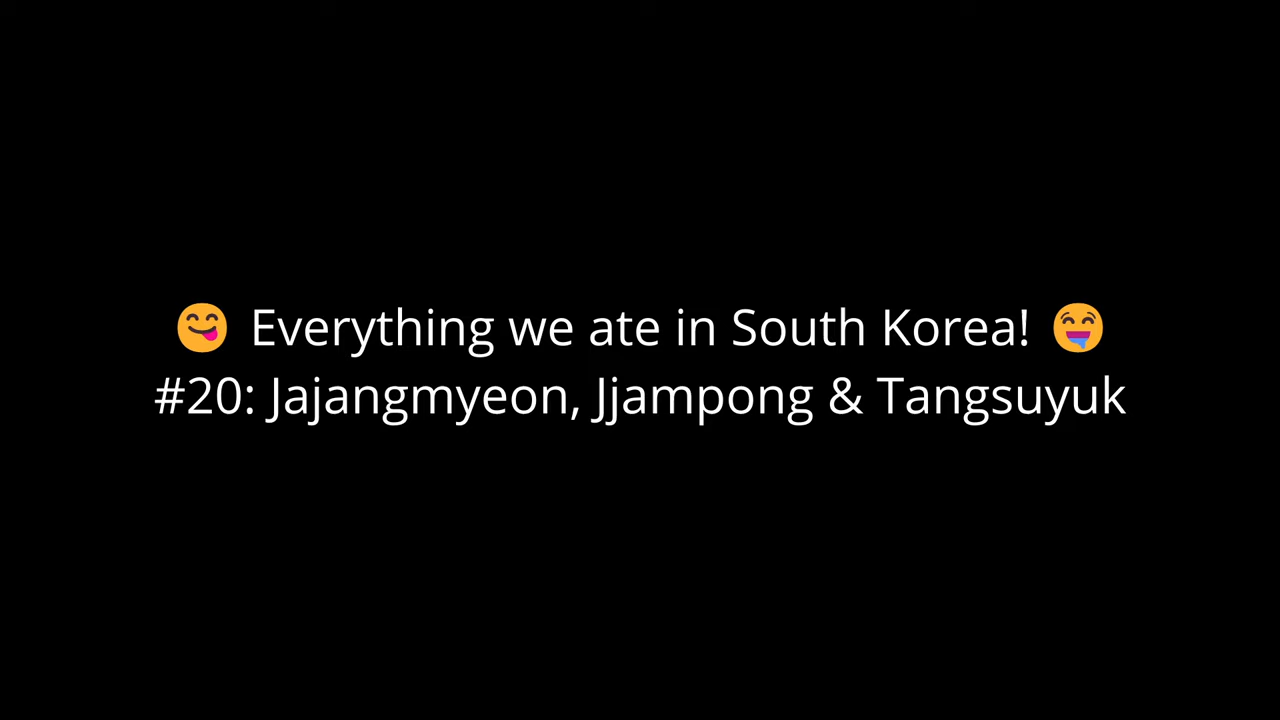 😋 Everything we ate in South Korea! 🤤
#20: Jajangmyeon, Jjampong & Tangsuyuk